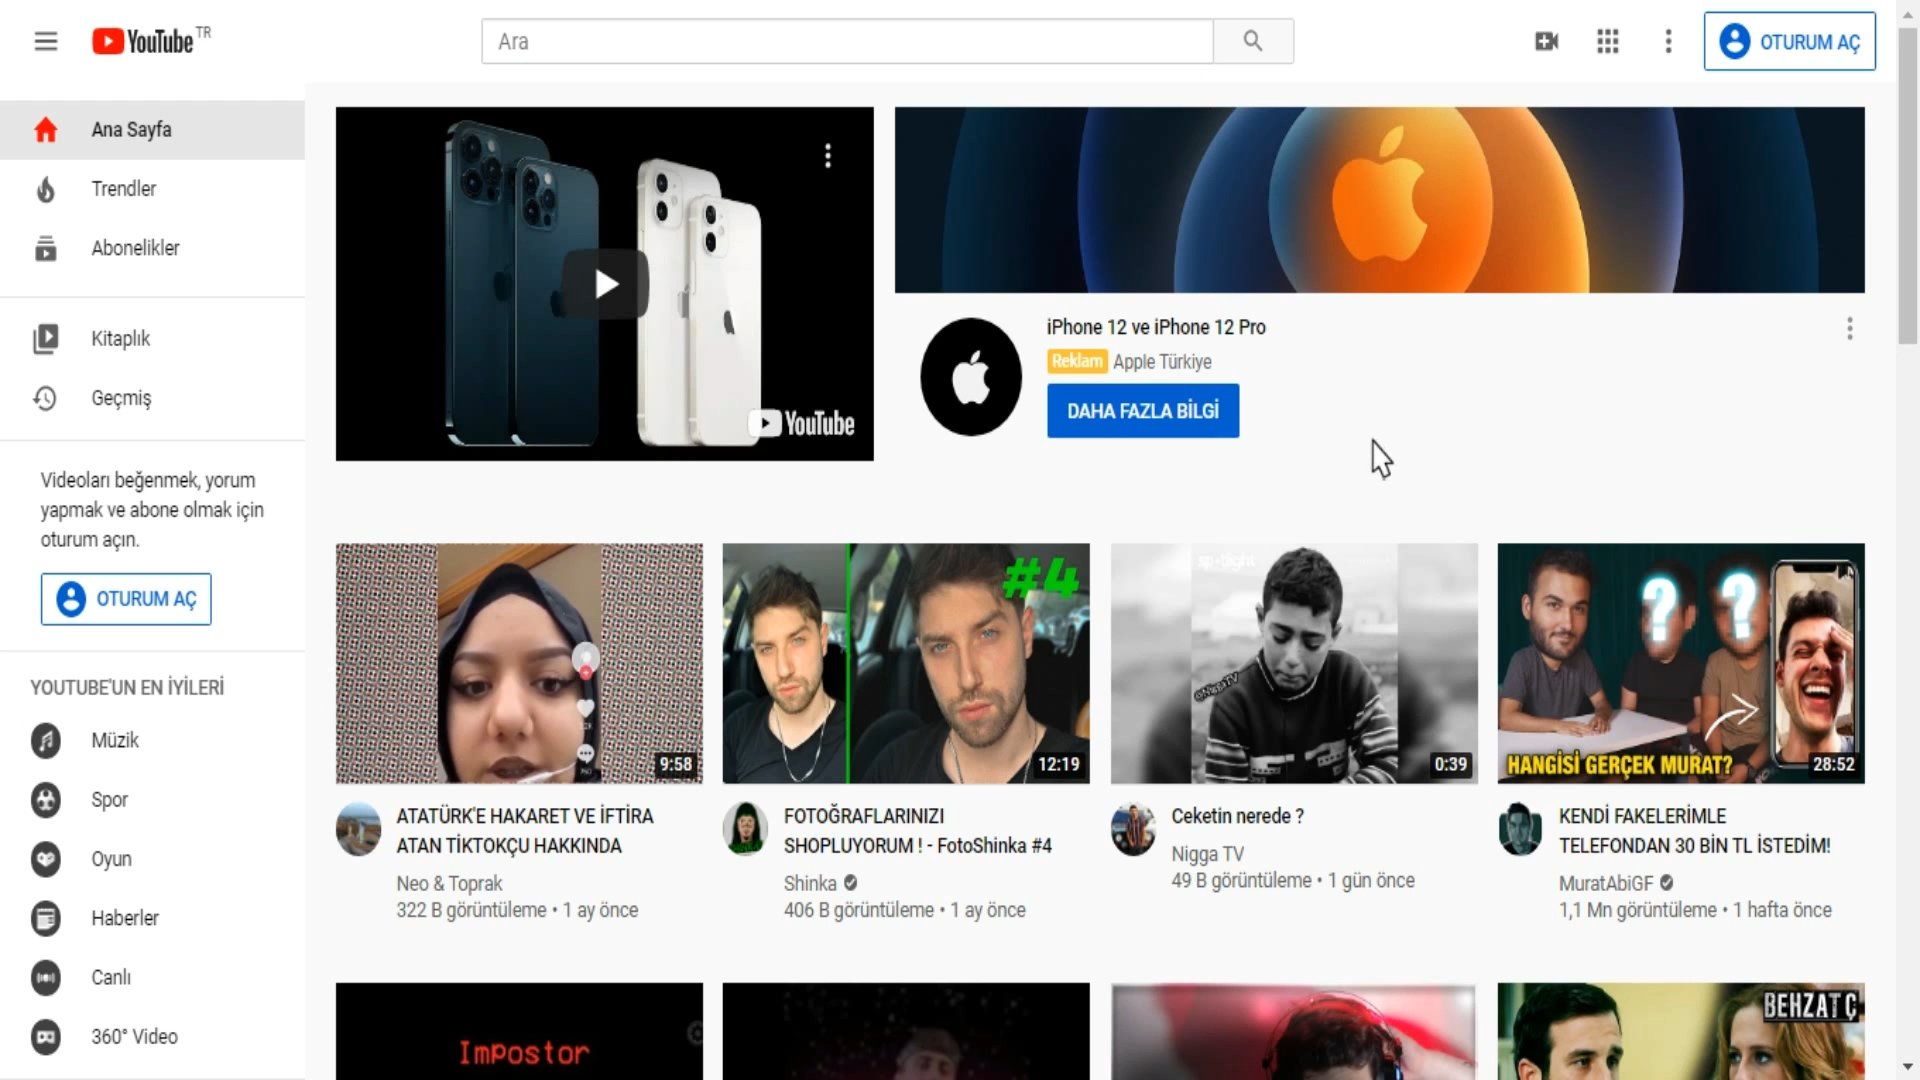 YouTube TR
Ara
OTURUM AÇ
Ana Sayfa
Trendler
Abonelikler
Kitaplık
Geçmiş
Videoları beğenmek, yorum
yapmak ve abone olmak için
oturum açın.
OTURUM AÇ
YOUTUBE'UN EN İYİLERİ
Müzik
Spor
Oyun
Haberler
Canlı
360° Video
YouTube
iPhone 12 ve iPhone 12 Pro
Reklam Apple Türkiye
DAHA FAZLA BİLGİ
9:58
#4
12:19
spotlight
@NiggaTV
0:39
? ?
HANGİSİ GERÇEK MURAT?
28:52
ATATÜRK'E HAKARET VE İFTİRA
ATAN TİKTOKÇU HAKKINDA
Neo & Toprak
322 B görüntüleme • 1 ay önce
FOTOĞRAFLARINIZI
SHOPLUYORUM ! - FotoShinka #4
Shinka
406 B görüntüleme • 1 ay önce
Ceketin nerede ?
Nigga TV
49 B görüntüleme • 1 gün önce
KENDİ FAKELERİMLE
TELEFONDAN 30 BİN TL İSTEDİM!
MuratAbiGF
1,1 Mn görüntüleme • 1 hafta önce
Impostor
BEHZAT Ç